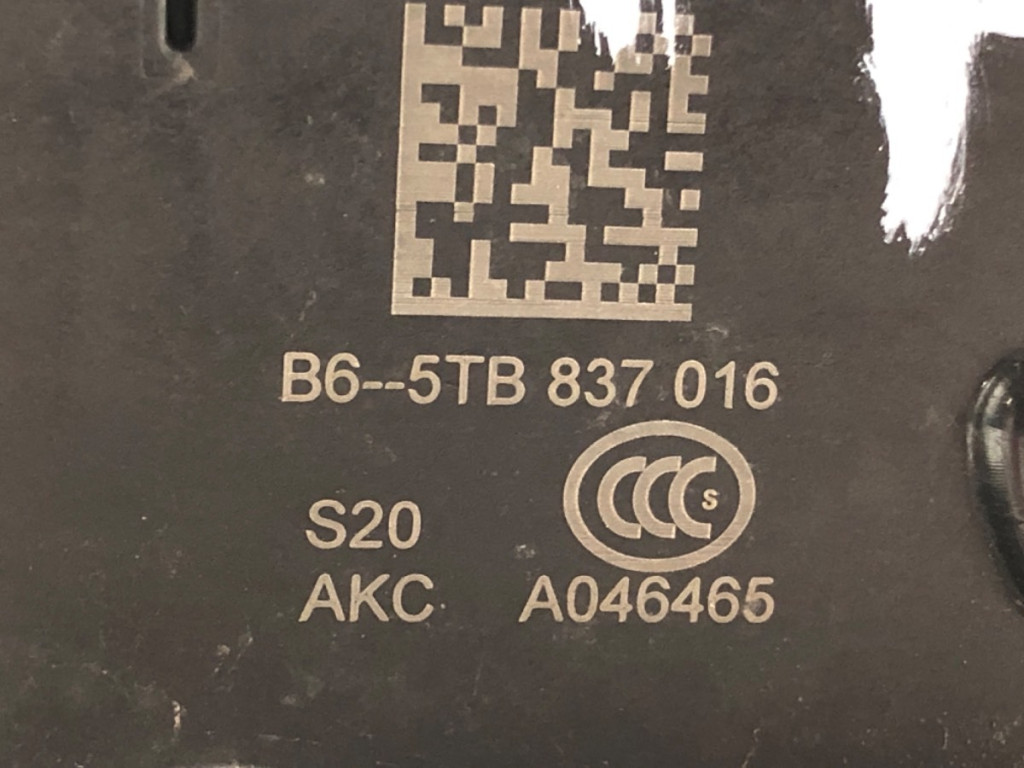 B6--5TB 837 016
CCC S
S20
AKC A046465